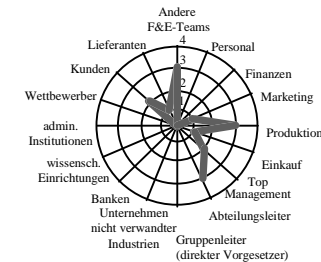 Andere
F&E-Teams
Lieferanten
Personal
Kunden
Finanzen
Wettbewerber
Marketing
admin.
Institutionen
Produktion
wissensch.
Einrichtungen
Einkauf
Banken
Top
Management
Unternehmen
nicht verwandter
Industrien
Abteilungsleiter
Gruppenleiter
(direkter Vorgesetzer)
4
3
2